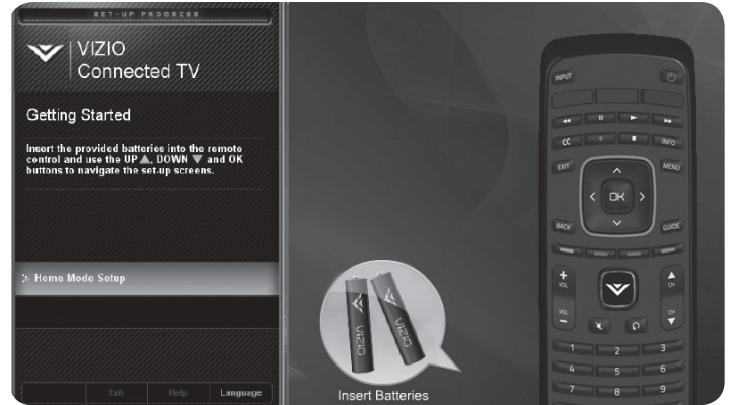 SET-UP PROGRESS
VIZIO
Connected TV
Getting Started
Insert the provided batteries into the remote
control and use the UP ▲, DOWN ▼ and OK
buttons to navigate the set-up screens.
Home Mode Setup
Exit Help Language
VIZIO VIZIO
Insert Batteries
INPUT
CC INFO
EXIT MENU
OK
BACK GUIDE
+ VOL CH
VOL − CH
1 2 3
4 5 6
7 8 9